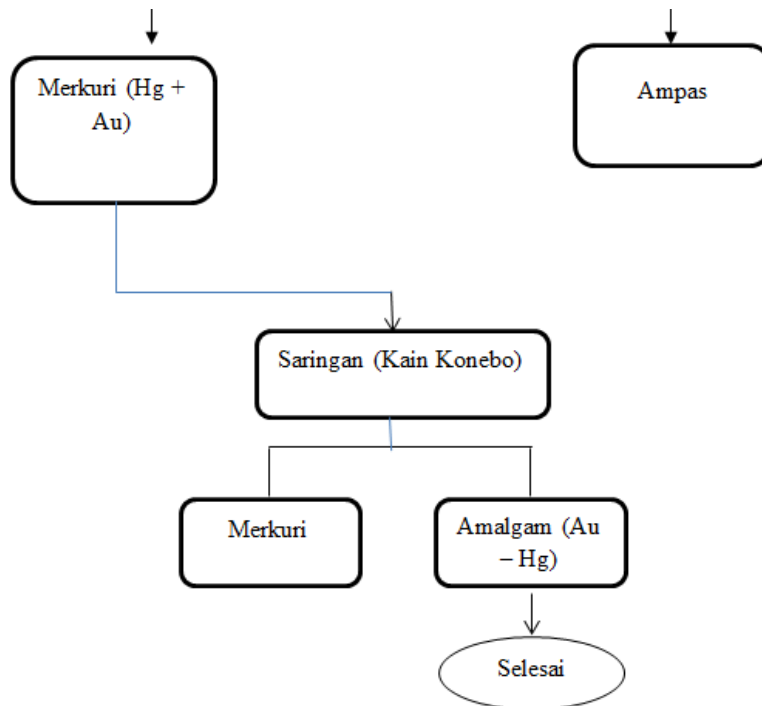 Merkuri (Hg +
Au)
Ampas
Saringan (Kain Konebo)
Merkuri
Amalgam (Au
– Hg)
Selesai